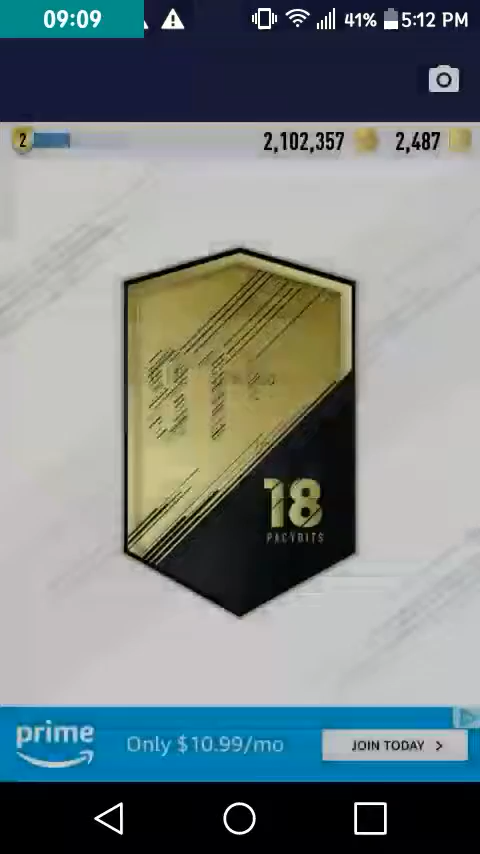 09:09
41% 5:12 PM
2 2,102,357 2,487
18
PACYBITS
prime Only $10.99/mo JOIN TODAY >